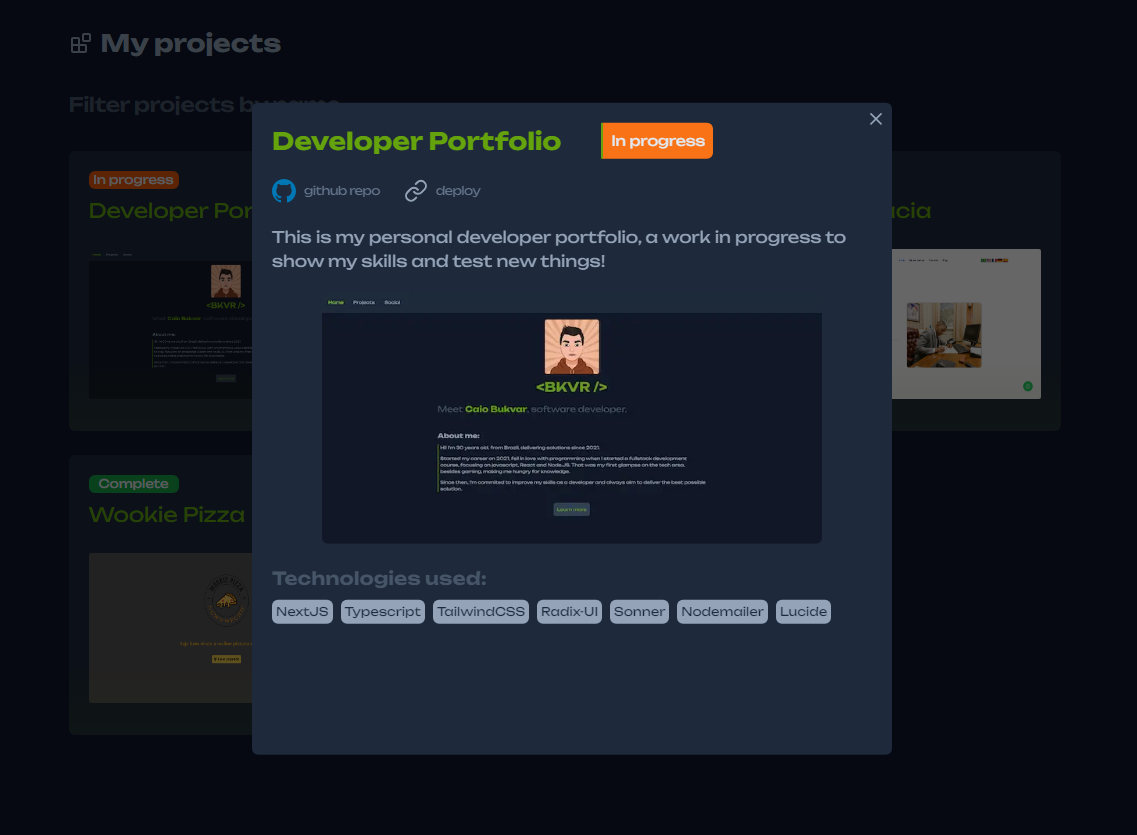 My projects
Filter projects by name
Developer Portfolio
In progress
github repo
deploy
This is my personal developer portfolio, a work in progress to
show my skills and test new things!
Home
Projects
Social
<BKVR />
Meet Caio Bukvar, software developer.
About me:
Hi! I'm 30 years old, from Brazil, delivering solutions since 2021.
Started my career on 2021, fell in love with programming when I started a fullstack development
course, focusing on javascript, React and Node.JS. That was my first glimpse on the tech area,
besides gaming, making me hungry for knowledge.
Since then, I'm commited to improve my skills as a developer and always aim to deliver the best possible
solution.
Learn more
Technologies used:
NextJS
Typescript
TailwindCSS
Radix-UI
Sonner
Nodemailer
Lucide
In progress
Developer Por
<BKVR />
cia
Complete
Wookie Pizza